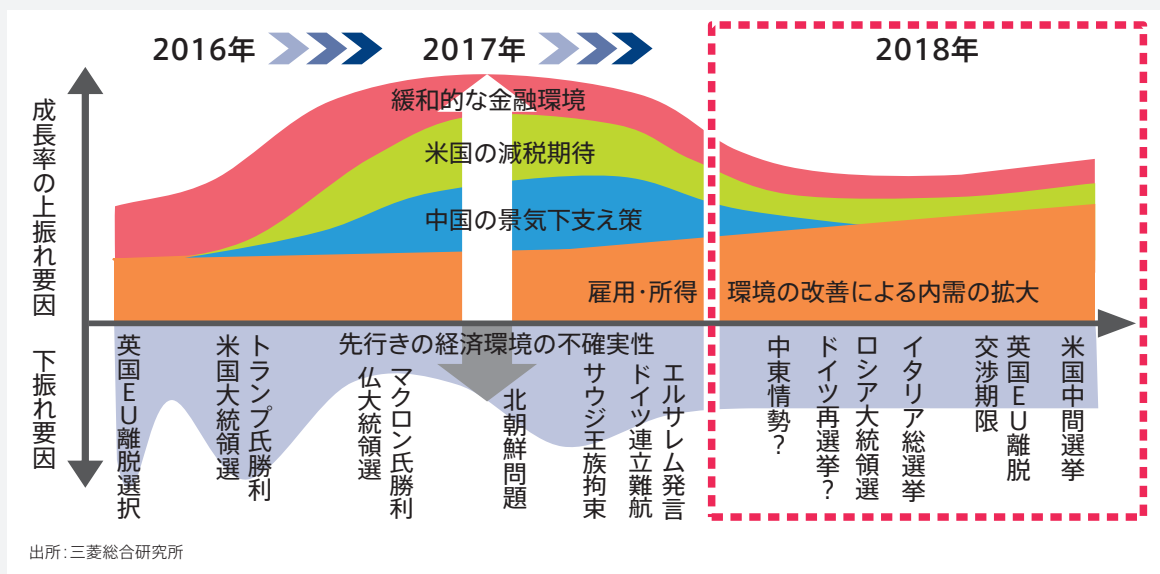 2016年
2017年
2018年
成長率の上振れ要因
下振れ要因
緩和的な金融環境
米国の減税期待
中国の景気下支え策
雇用・所得環境の改善による内需の拡大
先行きの経済環境の不確実性
英国EU離脱選択
米国大統領選
トランプ氏勝利
仏大統領選
マクロン氏勝利
北朝鮮問題
サウジ王族拘束
ドイツ連立難航
エルサレム発言
中東情勢？
ドイツ再選挙？
ロシア大統領選
イタリア総選挙
英国EU離脱
交渉期限
米国中間選挙
出所：三菱総合研究所